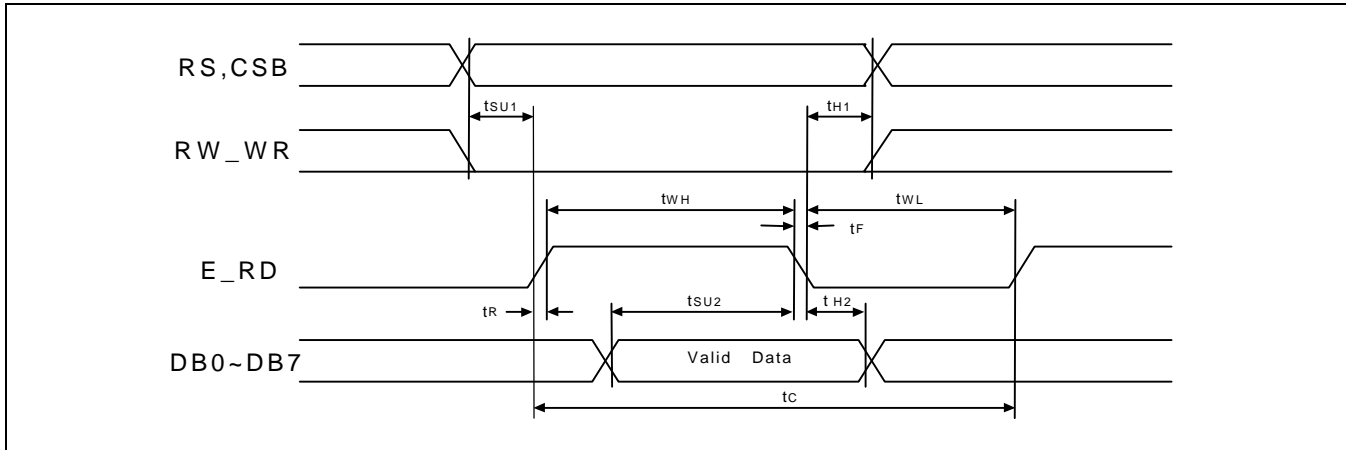 RS,CSB
tSU1
tH1
RW_WR
tWH
tWL
tF
E_RD
tR
tSU2
tH2
DB0~DB7
Valid Data
tC